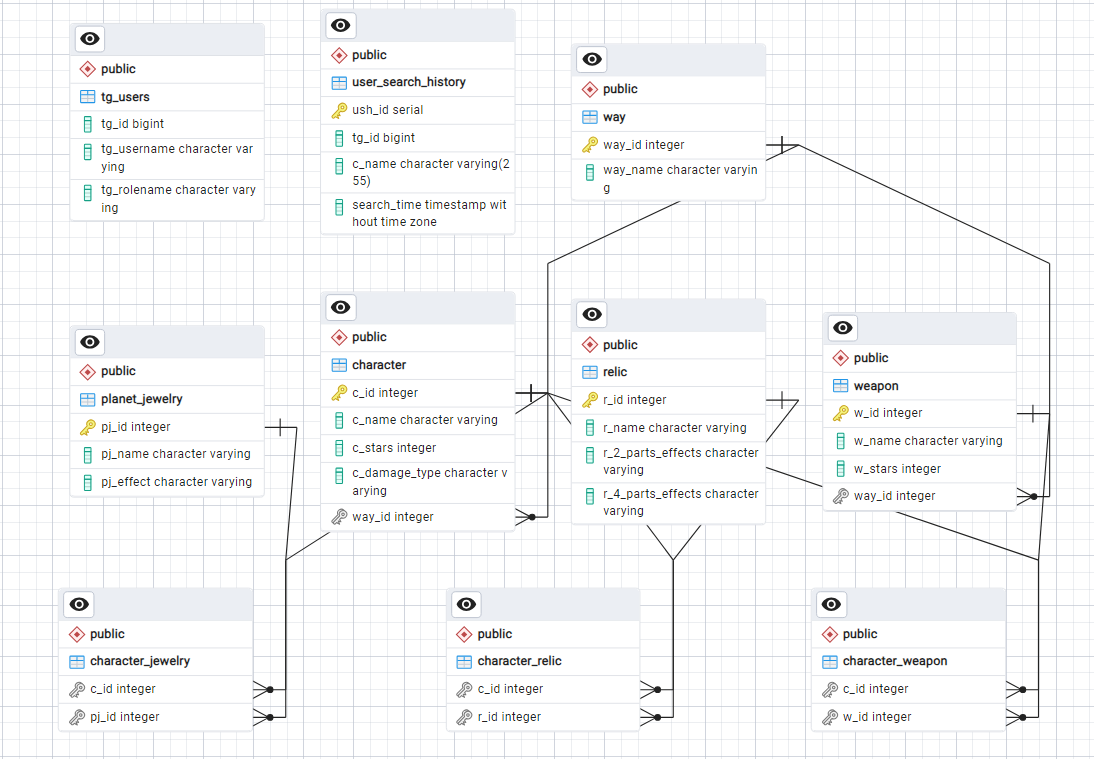 public
tg_users
tg_id bigint
tg_username character var
ying
tg_rolename character vary
ing
public
user_search_history
ush_id serial
tg_id bigint
c_name character varying(2
55)
search_time timestamp wit
hout time zone
public
way
way_id integer
way_name character varyin
g
public
planet_jewelry
pj_id integer
pj_name character varying
pj_effect character varying
public
character
c_id integer
c_name character varying
c_stars integer
c_damage_type character v
arying
way_id integer
public
relic
r_id integer
r_name character varying
r_2_parts_effects character
varying
r_4_parts_effects character
varying
public
weapon
w_id integer
w_name character varying
w_stars integer
way_id integer
public
character_jewelry
c_id integer
pj_id integer
public
character_relic
c_id integer
r_id integer
public
character_weapon
c_id integer
w_id integer